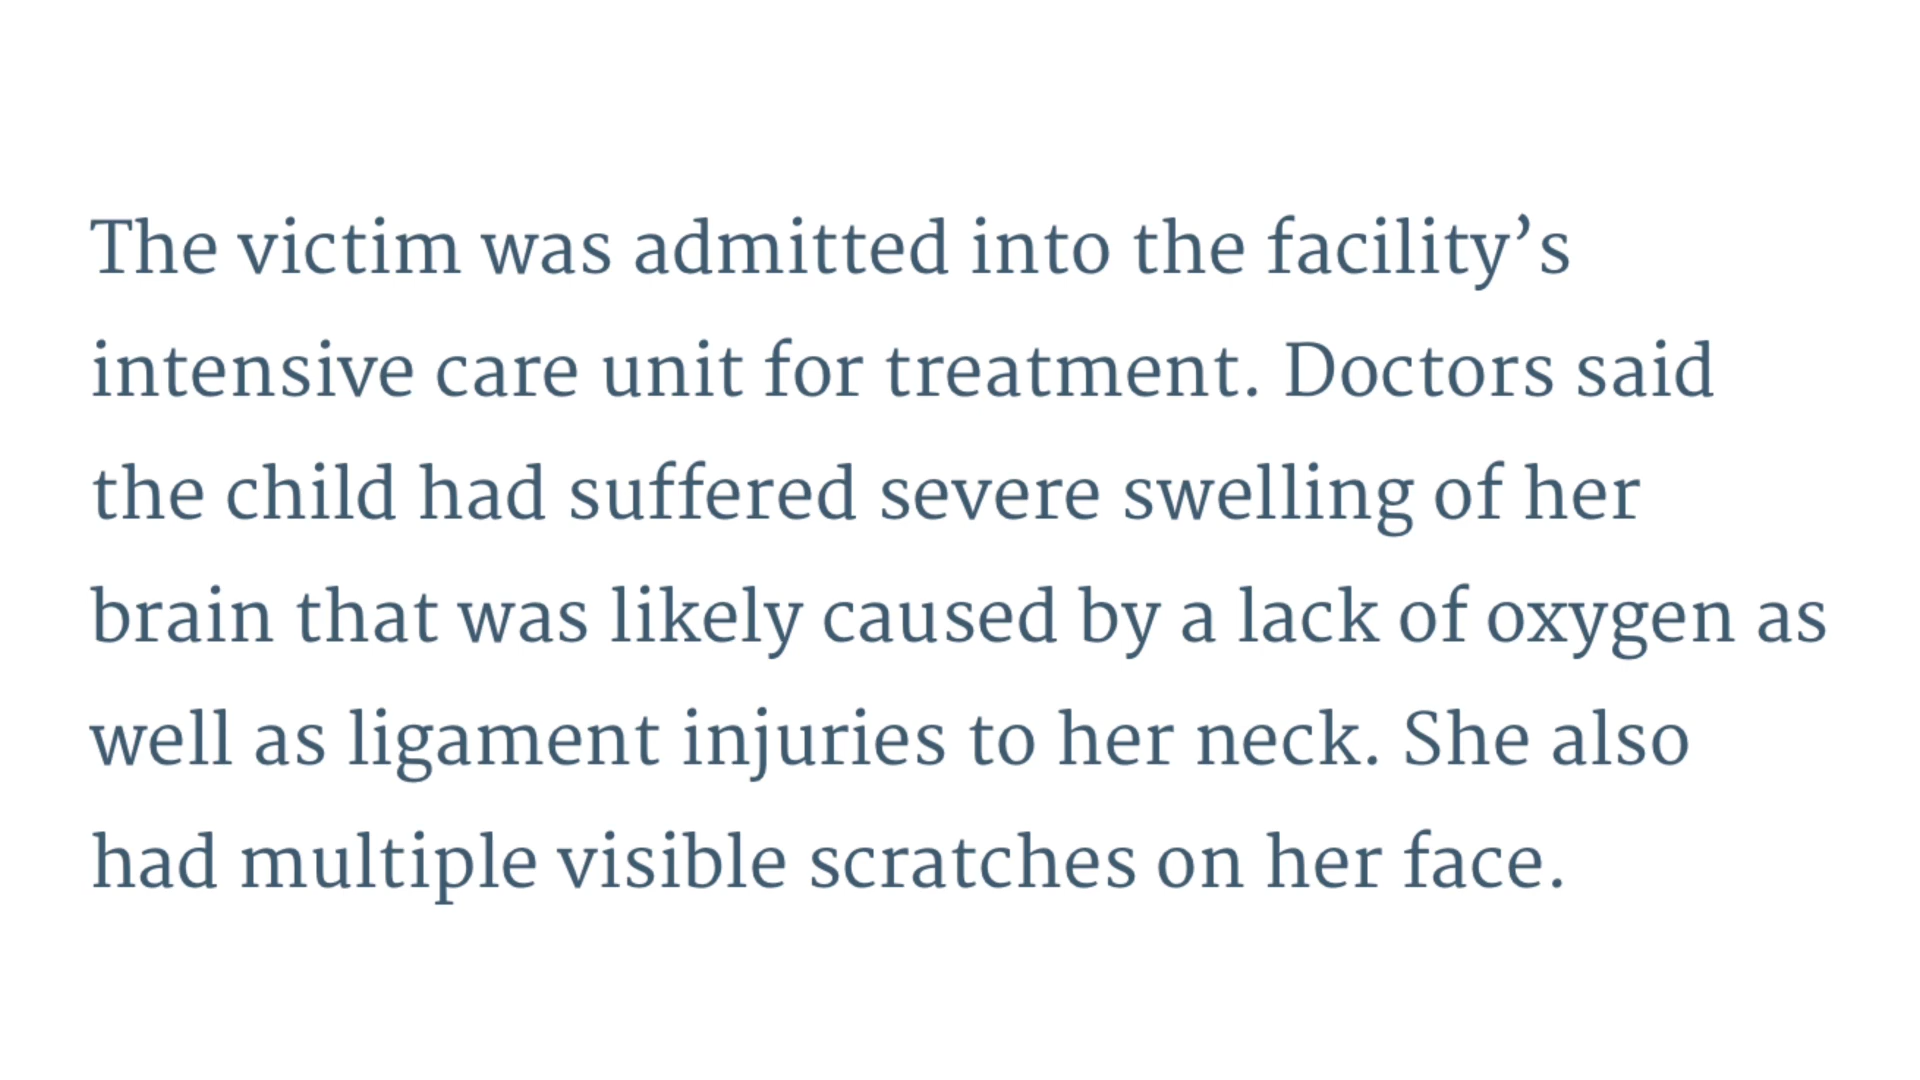 The victim was admitted into the facility’s
intensive care unit for treatment. Doctors said
the child had suffered severe swelling of her
brain that was likely caused by a lack of oxygen as
well as ligament injuries to her neck. She also
had multiple visible scratches on her face.